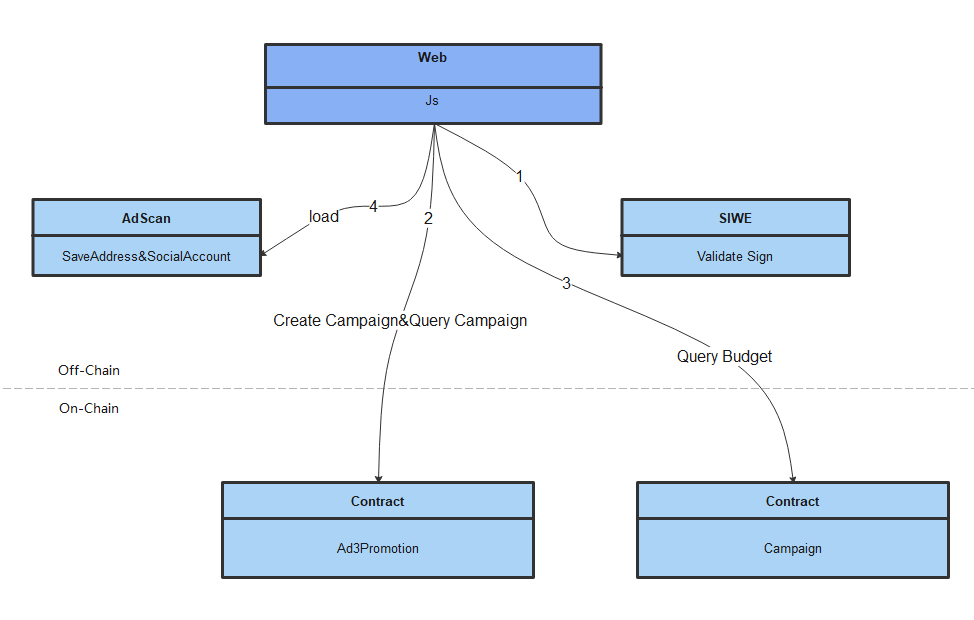 Web
Js
1
4
load
2
AdScan
SaveAddress&SocialAccount
SIWE
Validate Sign
3
Create Campaign&Query Campaign
Query Budget
Off-Chain
On-Chain
Contract
Ad3Promotion
Contract
Campaign